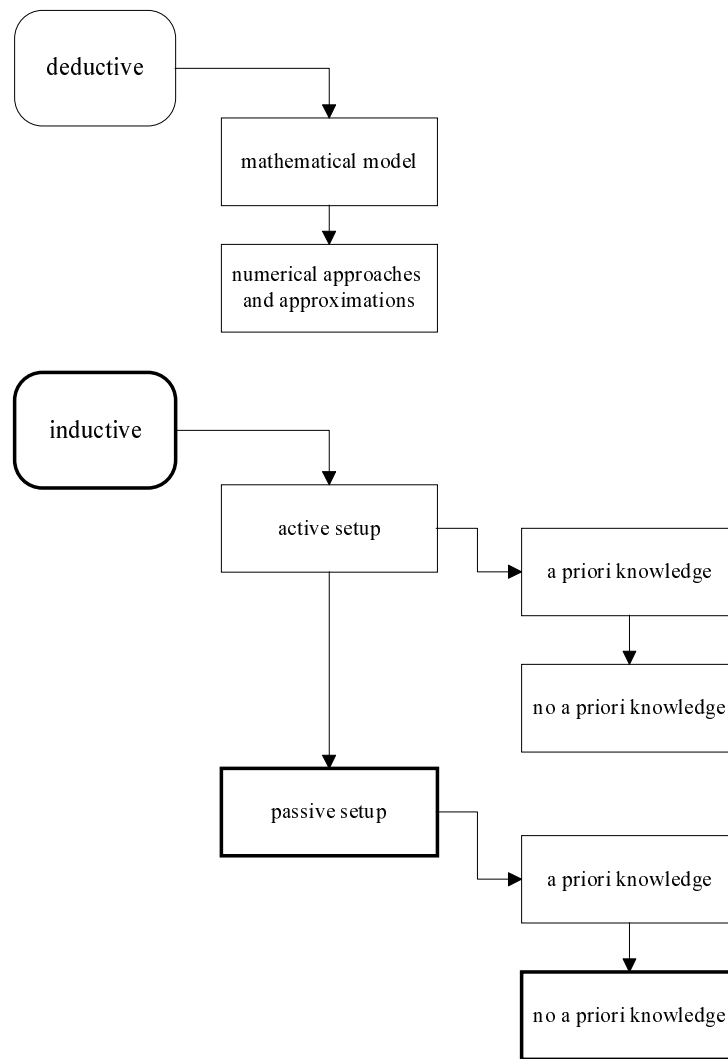 deductive
mathematical model
numerical approaches
and approximations
inductive
active setup
a priori knowledge
no a priori knowledge
passive setup
a priori knowledge
no a priori knowledge